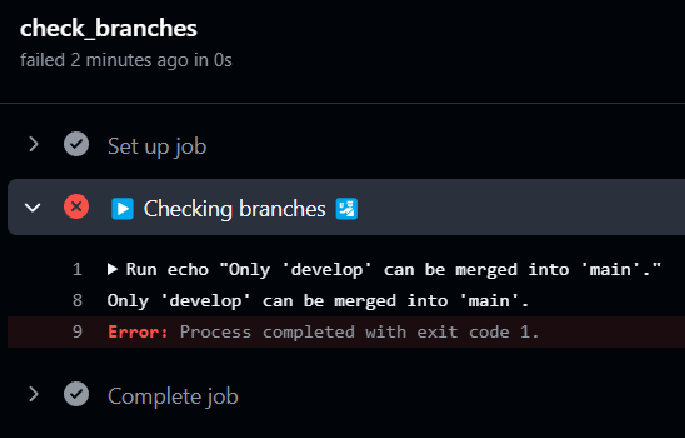 check_branches
failed 2 minutes ago in 0s
Set up job
Checking branches
1 Run echo "Only 'develop' can be merged into 'main'."
8 Only 'develop' can be merged into 'main'.
9 Error: Process completed with exit code 1.
Complete job